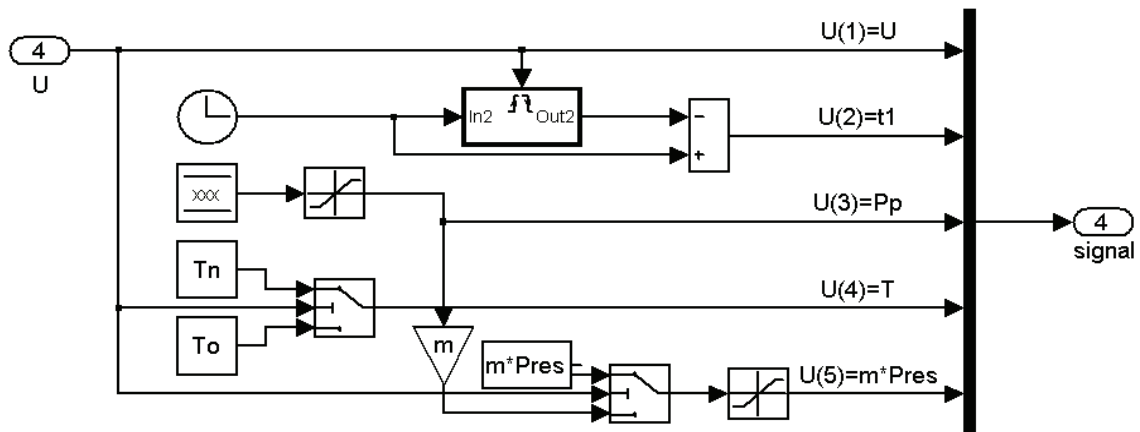 4
U
U(1)=U
In2
Out2
−
+
U(2)=t1
xxx
U(3)=Pp
4
signal
Tn
To
U(4)=T
m
m*Pres
U(5)=m*Pres